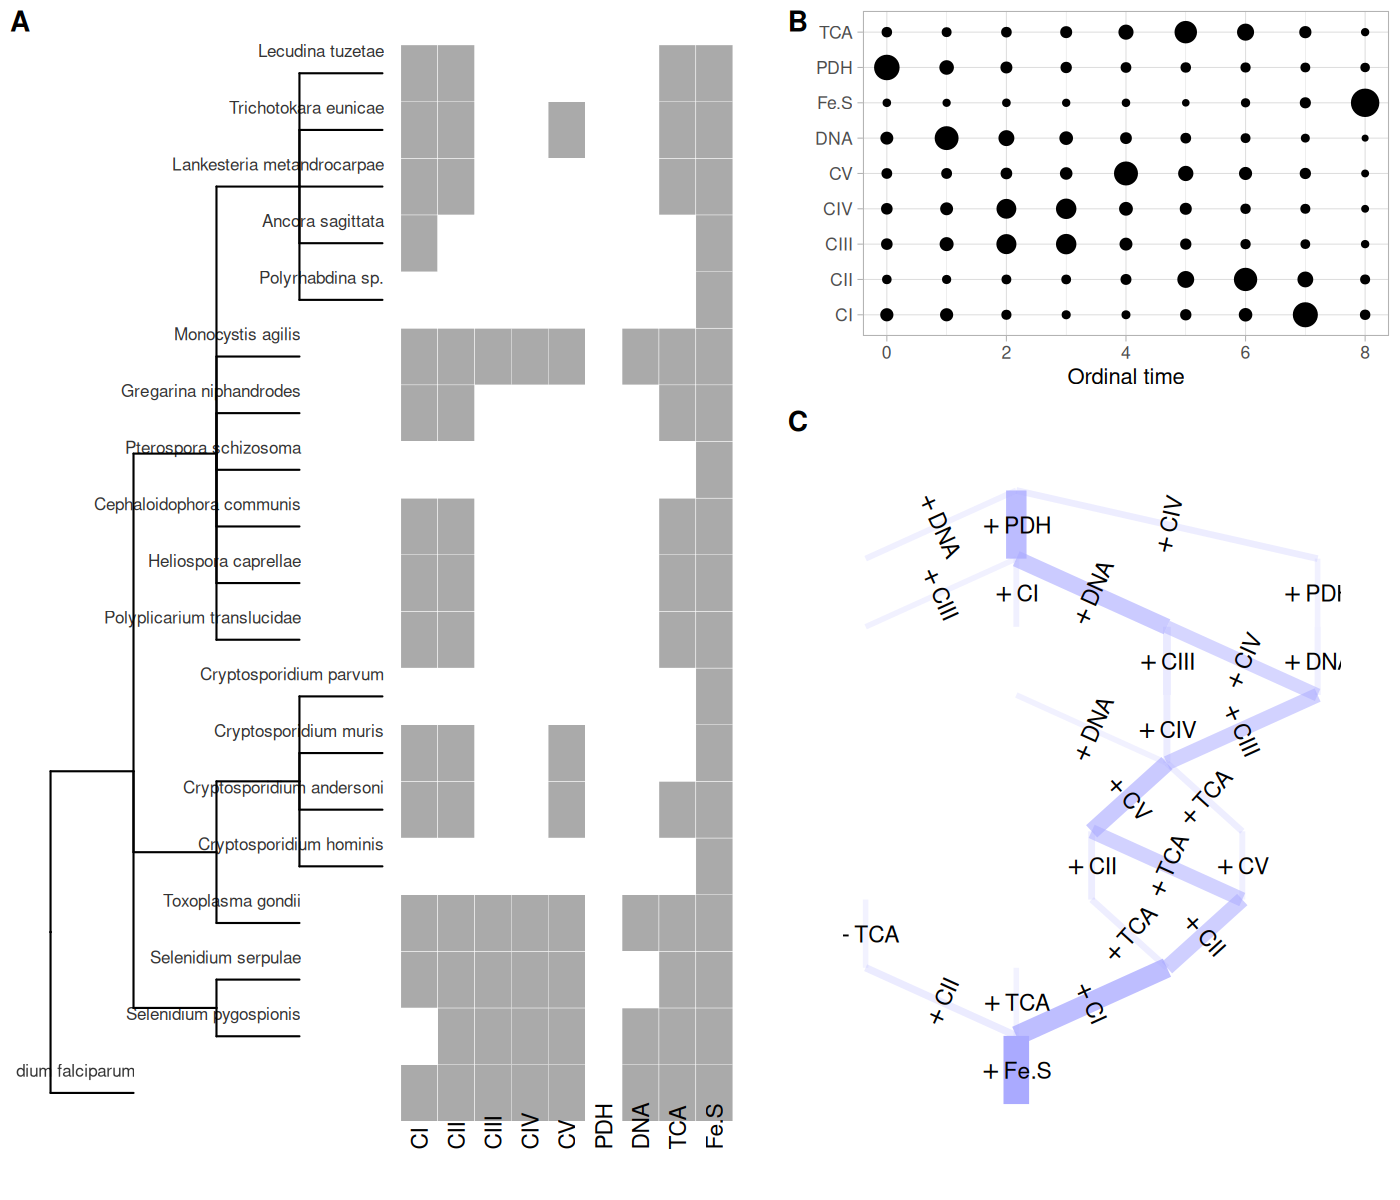 A
Lecudina tuzetae
Trichotokara eunicae
Lankesteria metandrocarpae
Ancora sagittata
Polyrhabdina sp.
Monocystis agilis
Gregarina niphandrodes
Pterospora schizosoma
Cephaloidophora communis
Heliospora caprellae
Polyplicarium translucidae
Cryptosporidium parvum
Cryptosporidium muris
Cryptosporidium andersoni
Cryptosporidium hominis
Toxoplasma gondii
Selenidium serpulae
Selenidium pygospionis
dium falciparum
CI CII CIII CIV CV PDH DNA TCA Fe.S
B
TCA
PDH
Fe.S
DNA
CV
CIV
CIII
CII
CI
0 2 4 6 8
Ordinal time
C
+ DNA
+ PDH
+ CIV
+ CIII
+ CI
+ DNA
+ PDH
+ CIII
+ CIV
+ DNA
+ DNA
+ CIV
+ CIII
+ CV
+ TCA
+ CII
+ TCA
+ CV
- TCA
+ TCA
+ CII
+ CII
+ TCA
+ CI
+ Fe.S